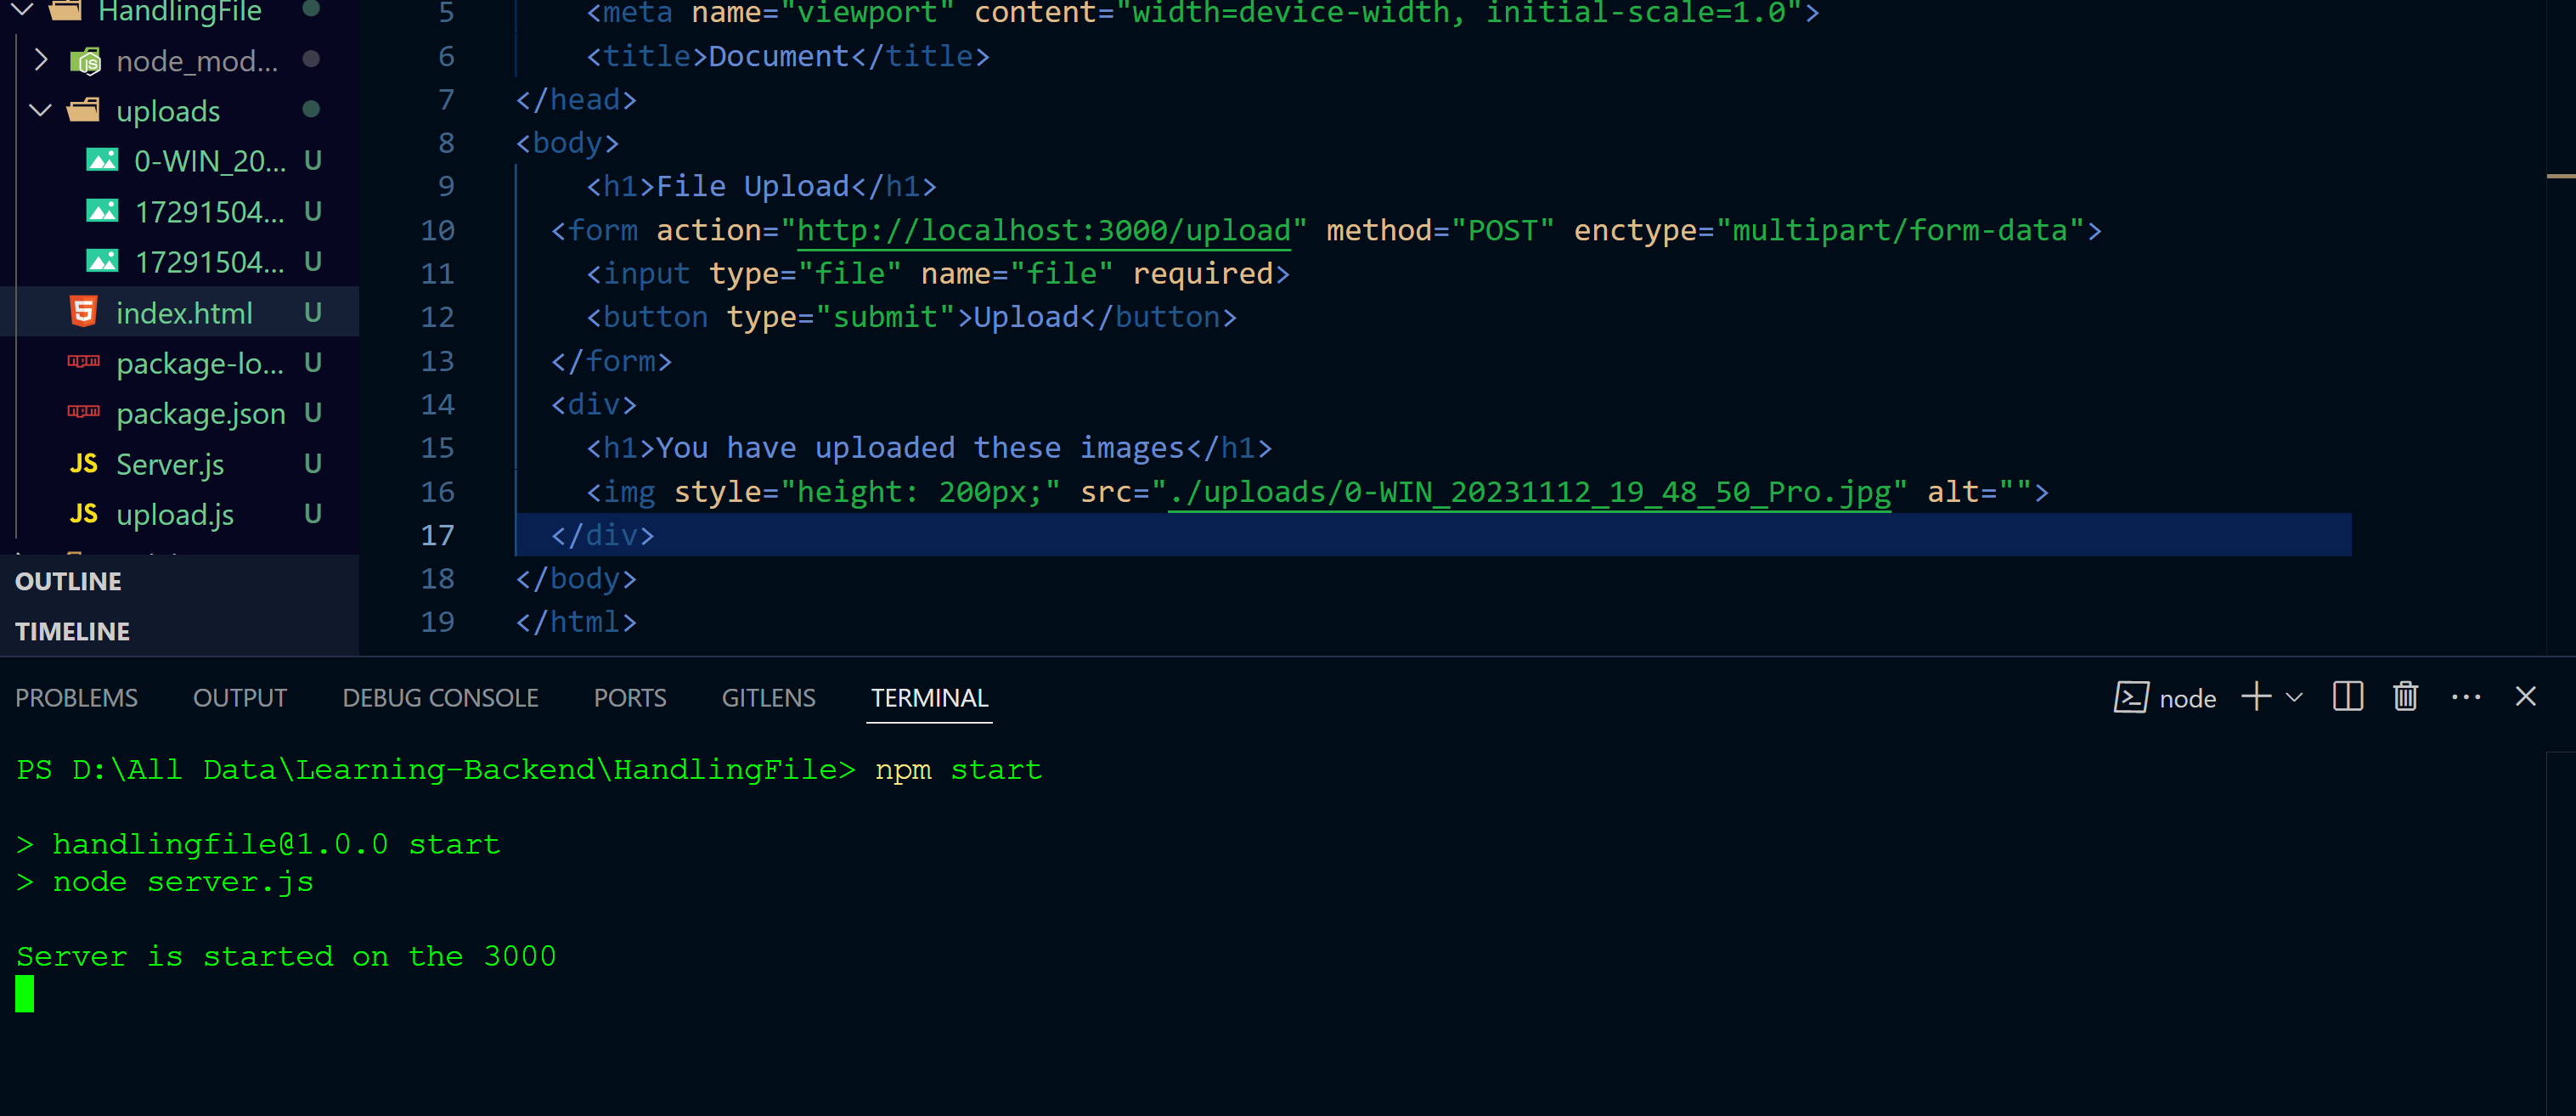 HandlingFile
node_mod...
uploads
0-WIN_20... U
17291504... U
17291504... U
index.html U
package-lo... U
package.json U
JS Server.js U
JS upload.js U
OUTLINE
TIMELINE
5 <meta name="viewport" content="width=device-width, initial-scale=1.0">
6 <title>Document</title>
7 </head>
8 <body>
9 <h1>File Upload</h1>
10 <form action="http://localhost:3000/upload" method="POST" enctype="multipart/form-data">
11 <input type="file" name="file" required>
12 <button type="submit">Upload</button>
13 </form>
14 <div>
15 <h1>You have uploaded these images</h1>
16 <img style="height: 200px;" src="./uploads/0-WIN_20231112_19_48_50_Pro.jpg" alt="">
17 </div>
18 </body>
19 </html>
PROBLEMS OUTPUT DEBUG CONSOLE PORTS GITLENS TERMINAL node
PS D:\All Data\Learning-Backend\HandlingFile> npm start
> handlingfile@1.0.0 start
> node server.js
Server is started on the 3000